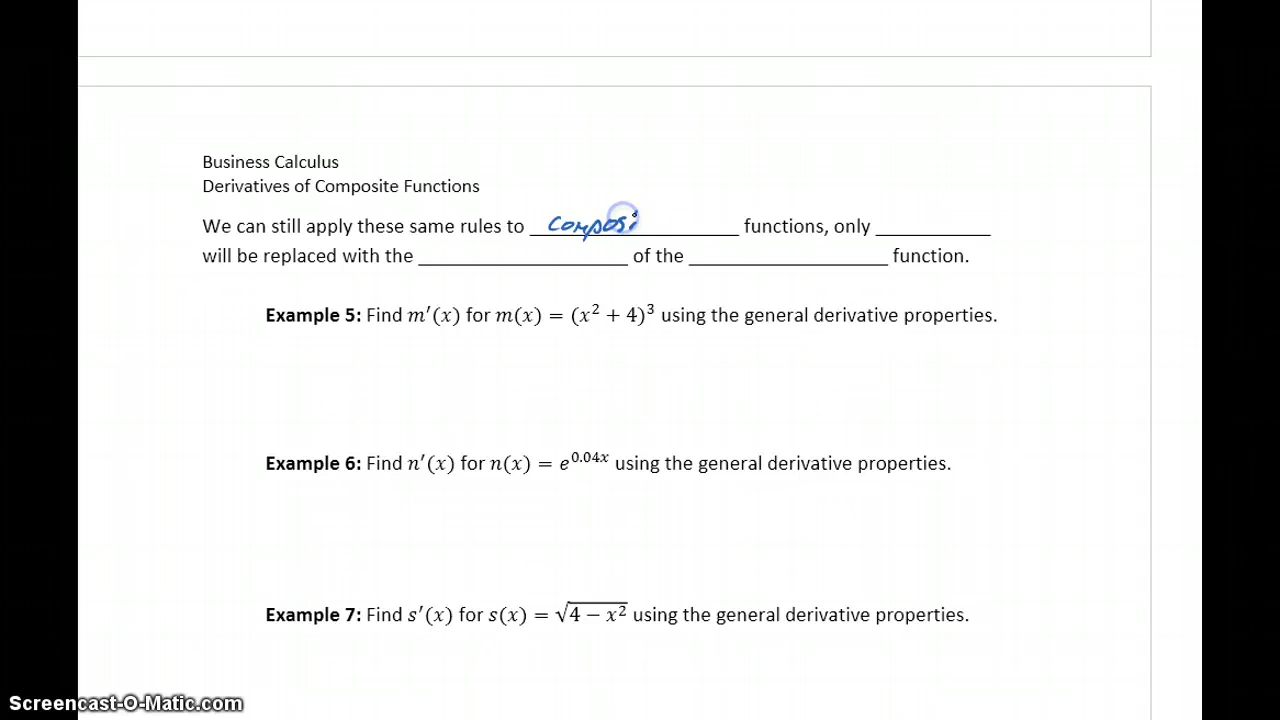 Business Calculus
Derivatives of Composite Functions
We can still apply these same rules to composi functions, only ___________
will be replaced with the ____________________ of the ___________________ function.
Example 5: Find m′(x) for m(x) = (x² + 4)³ using the general derivative properties.
Example 6: Find n′(x) for n(x) = e^0.04x using the general derivative properties.
Example 7: Find s′(x) for s(x) = √(4 − x²) using the general derivative properties.
Screencast-O-Matic.com